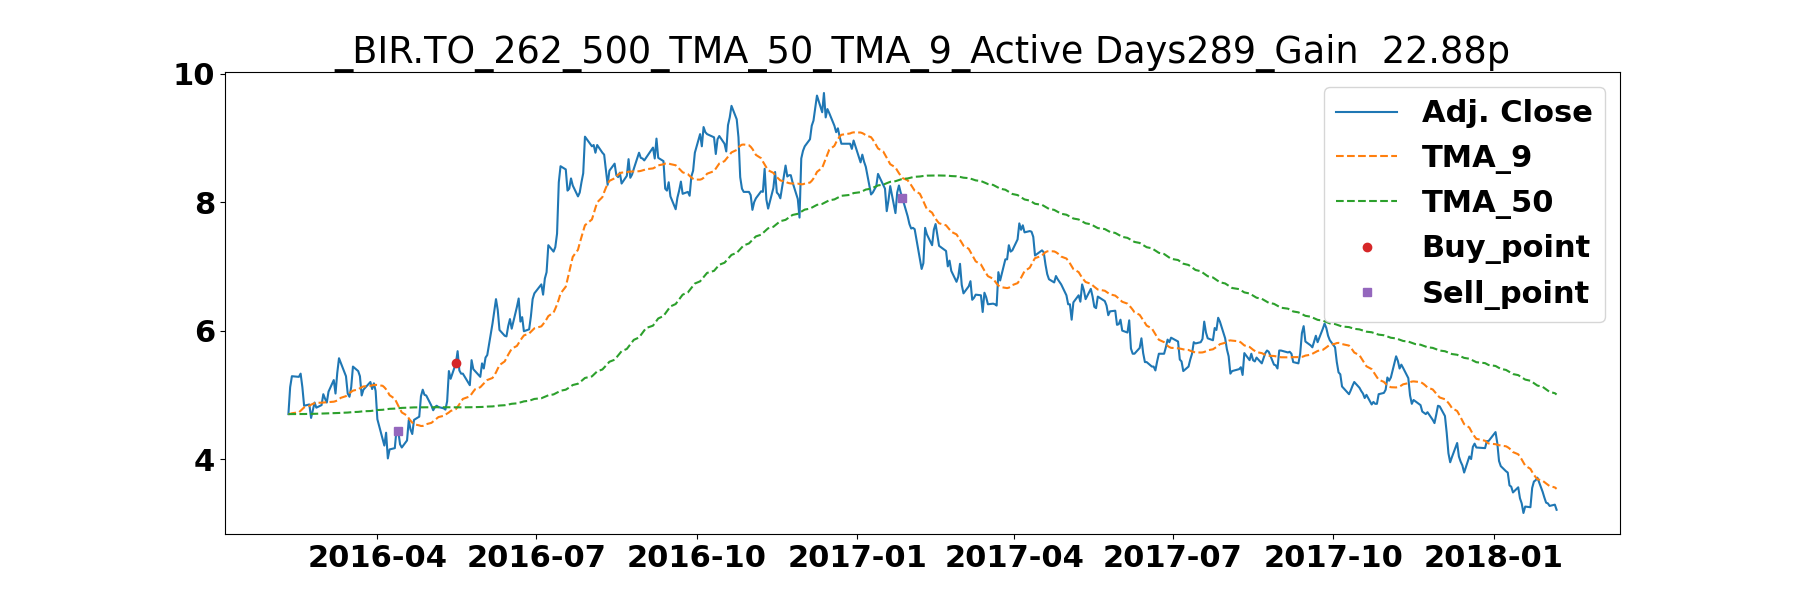 _BIR.TO_262_500_TMA_50_TMA_9_Active Days289_Gain  22.88p
10
8
6
4
Adj. Close
TMA_9
TMA_50
Buy_point
Sell_point
2016-04 2016-07 2016-10 2017-01 2017-04 2017-07 2017-10 2018-01